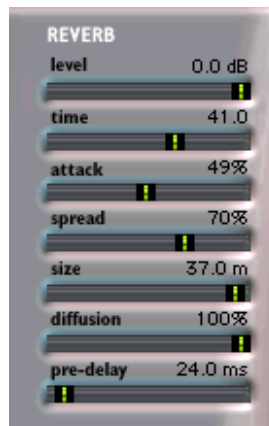 REVERB
level 0.0 dB
time 41.0
attack 49%
spread 70%
size 37.0 m
diffusion 100%
pre-delay 24.0 ms